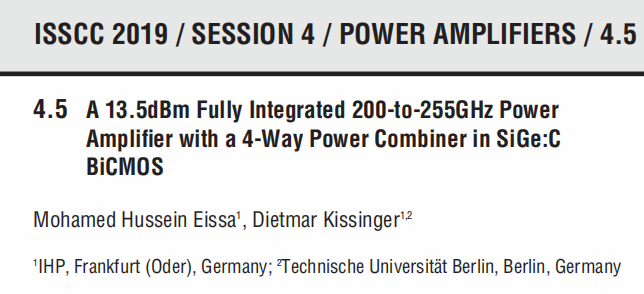 ISSCC 2019 / SESSION 4 / POWER AMPLIFIERS / 4.5
4.5 A 13.5dBm Fully Integrated 200-to-255GHz Power
Amplifier with a 4-Way Power Combiner in SiGe:C
BiCMOS
Mohamed Hussein Eissa¹, Dietmar Kissinger¹,²
¹IHP, Frankfurt (Oder), Germany; ²Technische Universität Berlin, Berlin, Germany